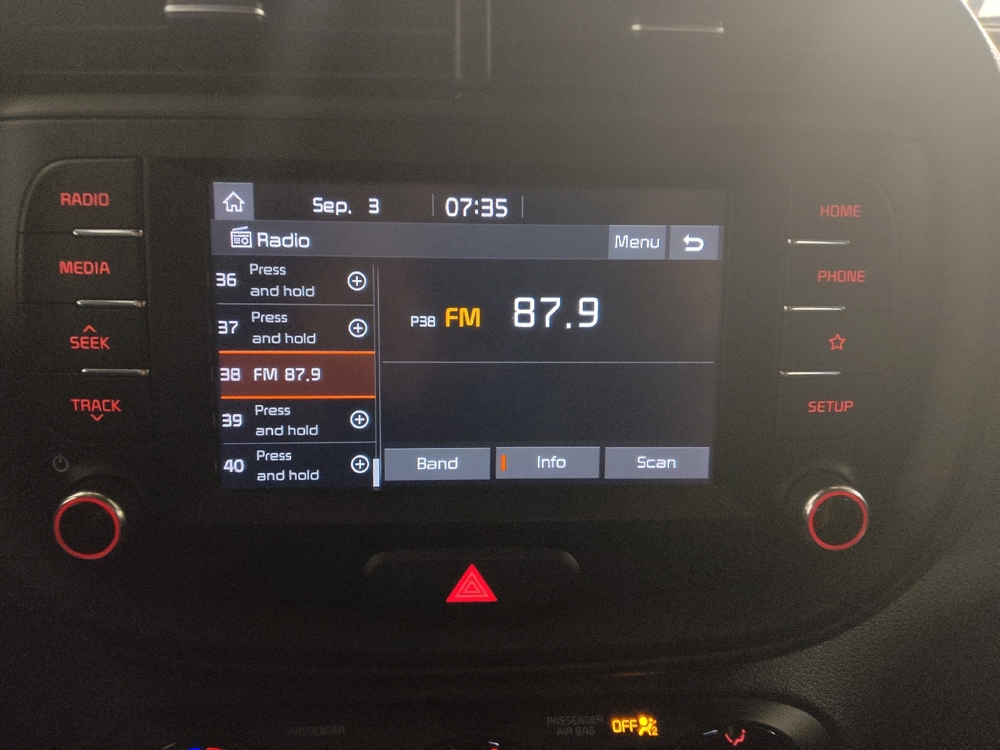 RADIO
MEDIA
SEEK
TRACK
Sep. 3 07:35
Radio
Menu
36 Press
and hold
37 Press
and hold
38 FM 87.9
39 Press
and hold
40 Press
and hold
P38 FM 87.9
Band
Info
Scan
HOME
PHONE
SETUP
PASSENGER
PASSENGER
AIR BAG
OFF
2